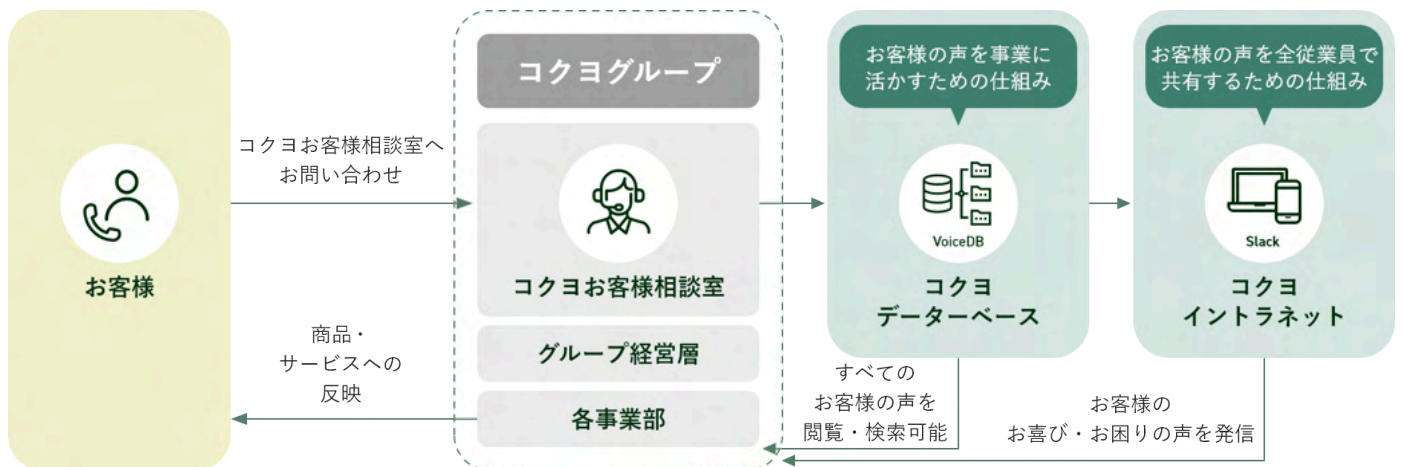 お客様
コクヨお客様相談室へ
お問い合わせ
商品・
サービスへの
反映
コクヨグループ
コクヨお客様相談室
グループ経営層
各事業部
お客様の声を事業に
活かすための仕組み
VoiceDB
コクヨ
データーベース
すべての
お客様の声を
閲覧・検索可能
お客様の声を全従業員で
共有するための仕組み
Slack
コクヨ
イントラネット
お客様の
お喜び・お困りの声を発信